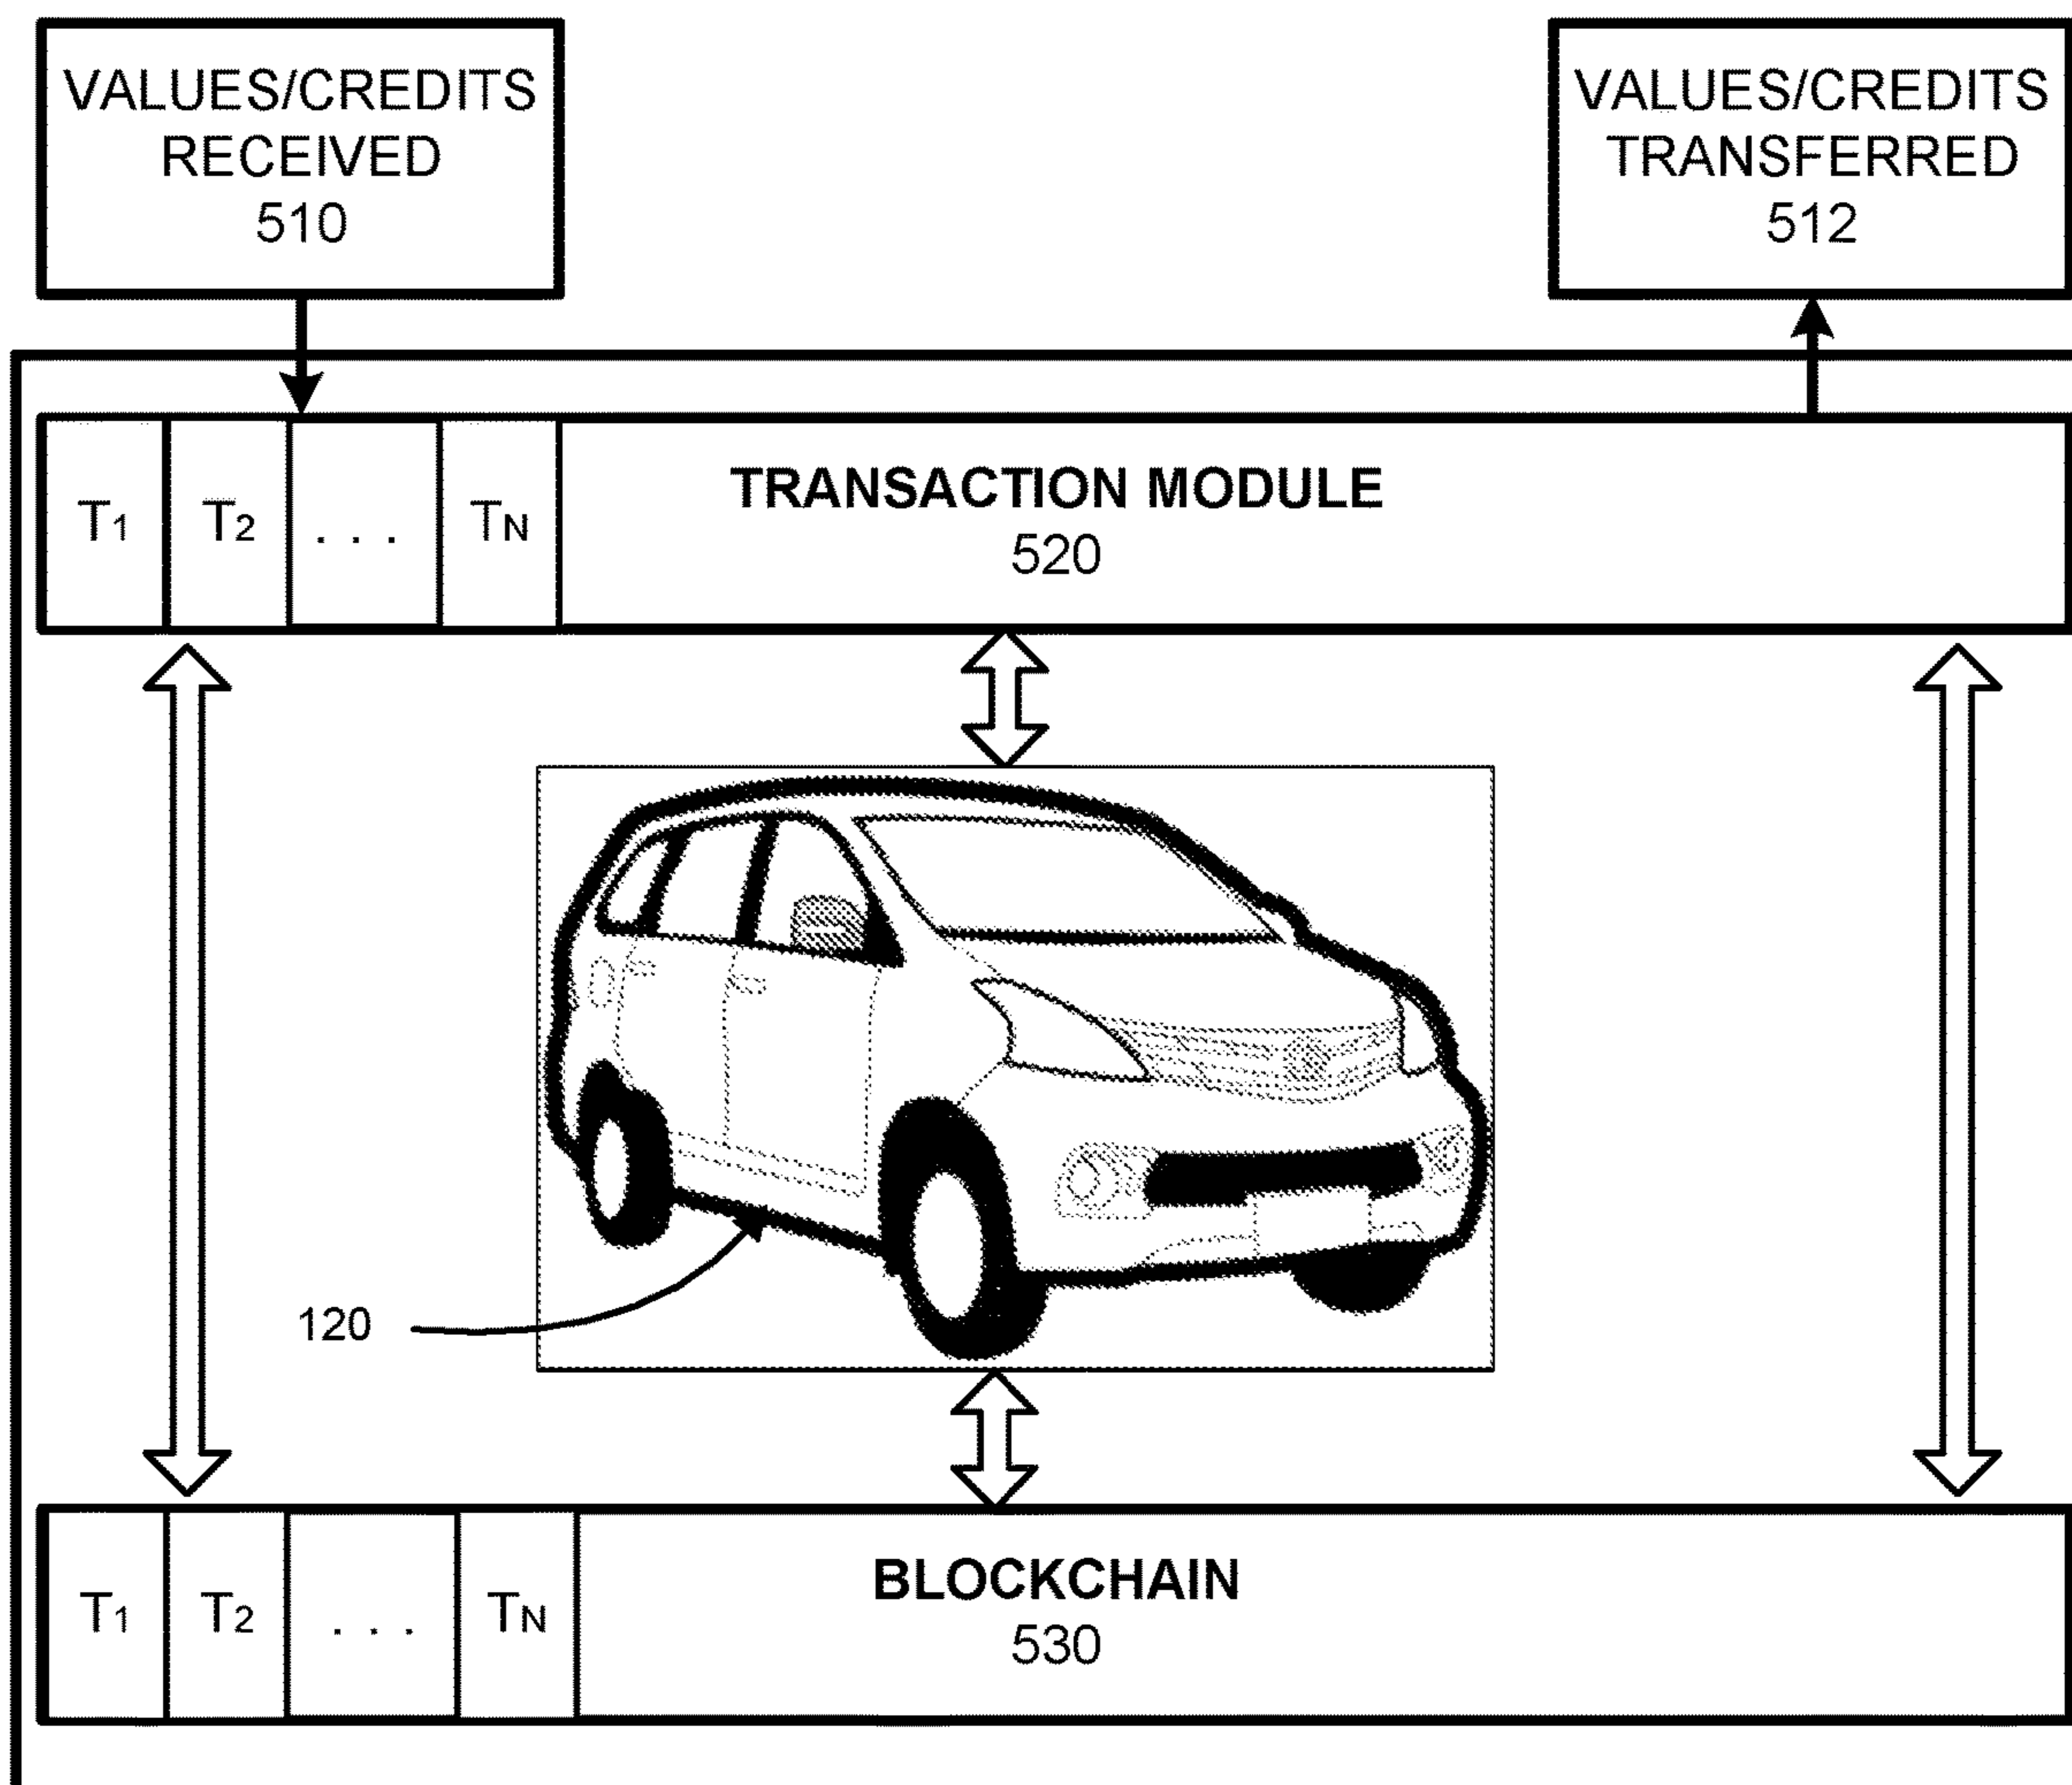 VALUES/CREDITS
RECEIVED
510
VALUES/CREDITS
TRANSFERRED
512
T1 T2 . . . TN
TRANSACTION MODULE
520
120
T1 T2 . . . TN
BLOCKCHAIN
530